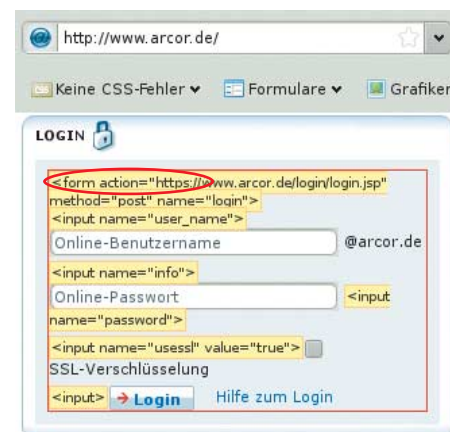 http://www.arcor.de/
Keine CSS-Fehler Formulare Grafiken
LOGIN
<form action="https://www.arcor.de/login/login.jsp"
method="post" name="login">
<input name="user_name">
Online-Benutzername @arcor.de
<input name="info">
Online-Passwort <input
name="password">
<input name="usessl" value="true">
SSL-Verschlüsselung
<input> Login Hilfe zum Login